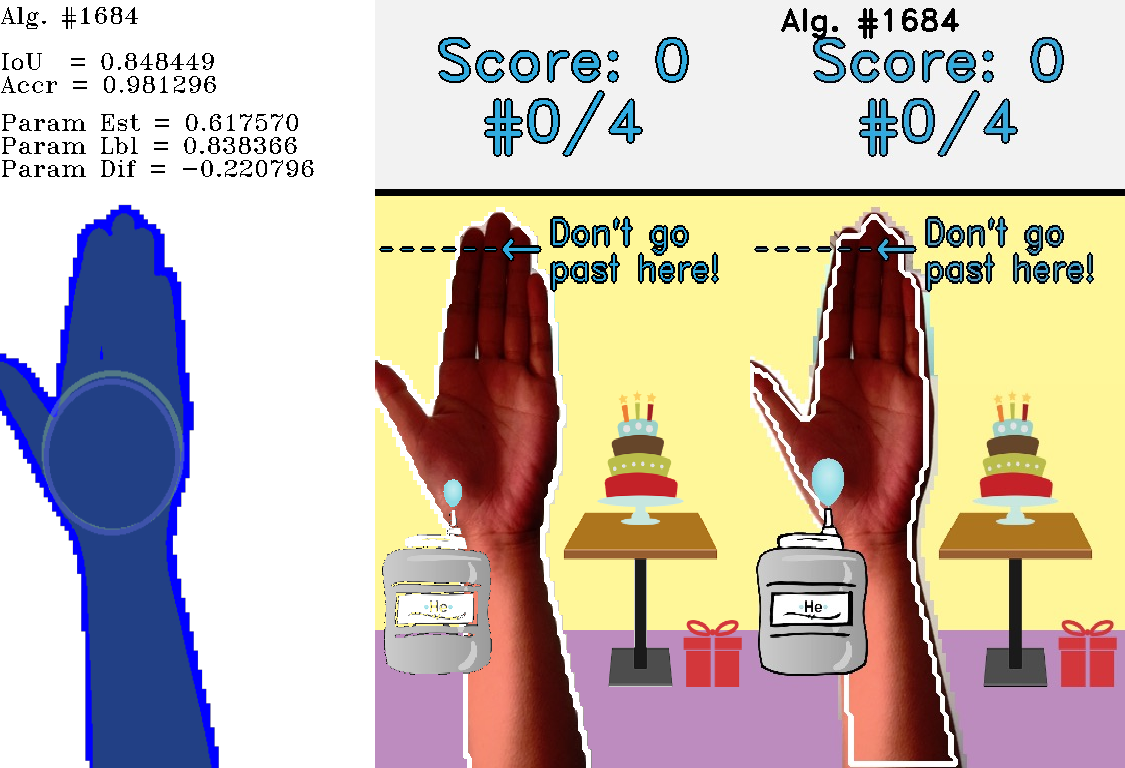 Alg. #1684
IoU = 0.848449
Accr = 0.981296
Param Est = 0.617570
Param Lbl = 0.838366
Param Dif = −0.220796
Score: 0
#0/4
Don't go
past here!
He
Alg. #1684
Score: 0
#0/4
Don't go
past here!
He